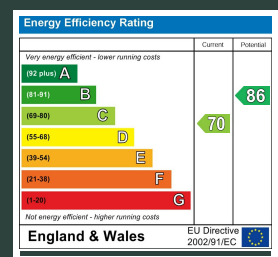 Energy Efficiency Rating
Current Potential
Very energy efficient - lower running costs
(92 plus) A
(81-91) B
(69-80) C
(55-68) D
(39-54) E
(21-38) F
(1-20) G
70
86
Not energy efficient - higher running costs
England & Wales
EU Directive
2002/91/EC